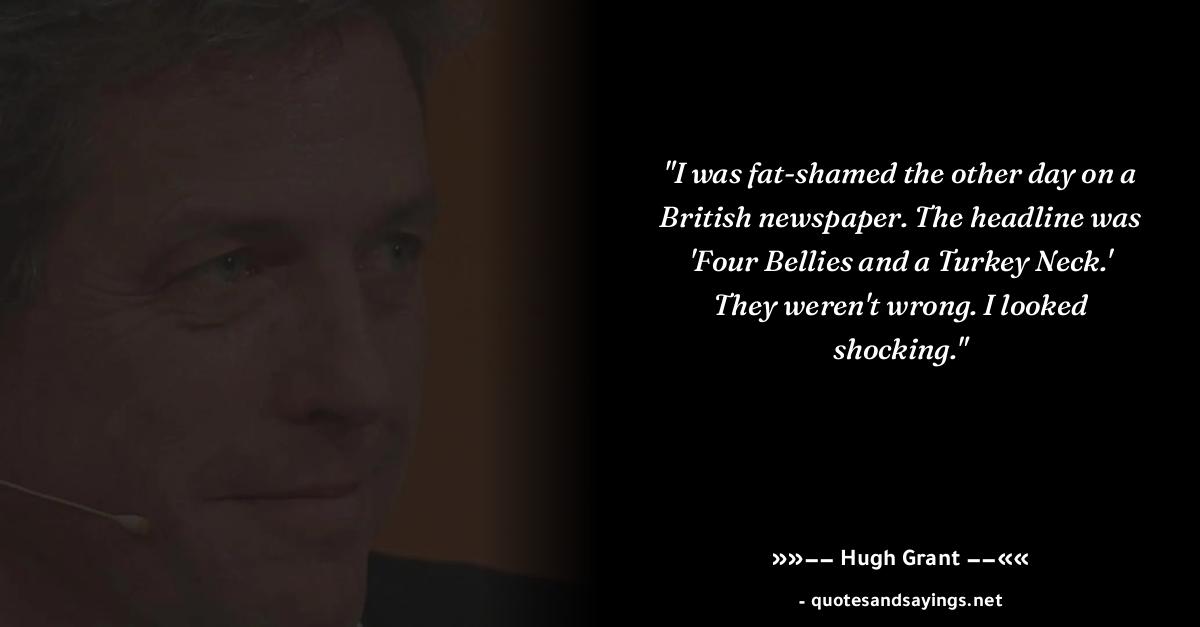 "I was fat-shamed the other day on a
British newspaper. The headline was
'Four Bellies and a Turkey Neck.'
They weren't wrong. I looked
shocking."
»»−− Hugh Grant −−««
- quotesandsayings.net